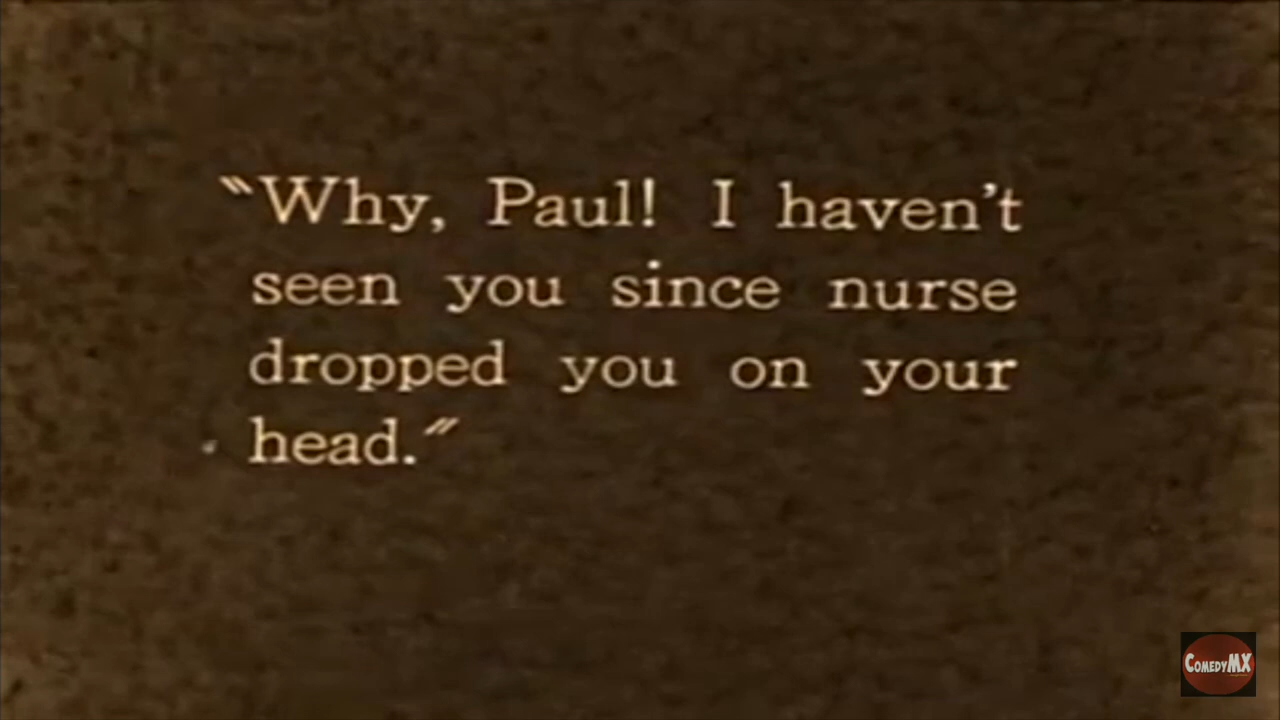 "Why, Paul! I haven't
seen you since nurse
dropped you on your
head."
COMEDYMX